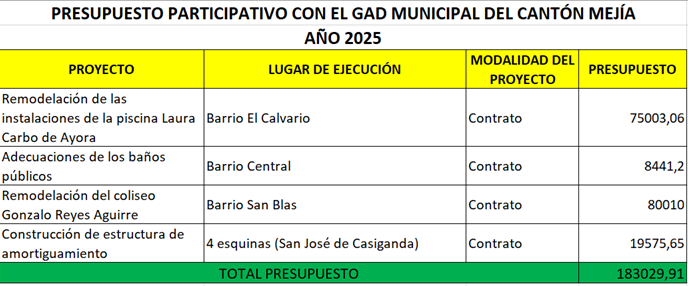 PRESUPUESTO PARTICIPATIVO CON EL GAD MUNICIPAL DEL CANTÓN MEJÍA
AÑO 2025
PROYECTO LUGAR DE EJECUCIÓN MODALIDAD DEL PROYECTO PRESUPUESTO
Remodelación de las
instalaciones de la piscina Laura
Carbo de Ayora
Barrio El Calvario Contrato 75003,06
Adecuaciones de los baños
públicos
Barrio Central Contrato 8441,2
Remodelación del coliseo
Gonzalo Reyes Aguirre
Barrio San Blas Contrato 80010
Construcción de estructura de
amortiguamiento
4 esquinas (San José de Casiganda) Contrato 19575,65
TOTAL PRESUPUESTO 183029,91